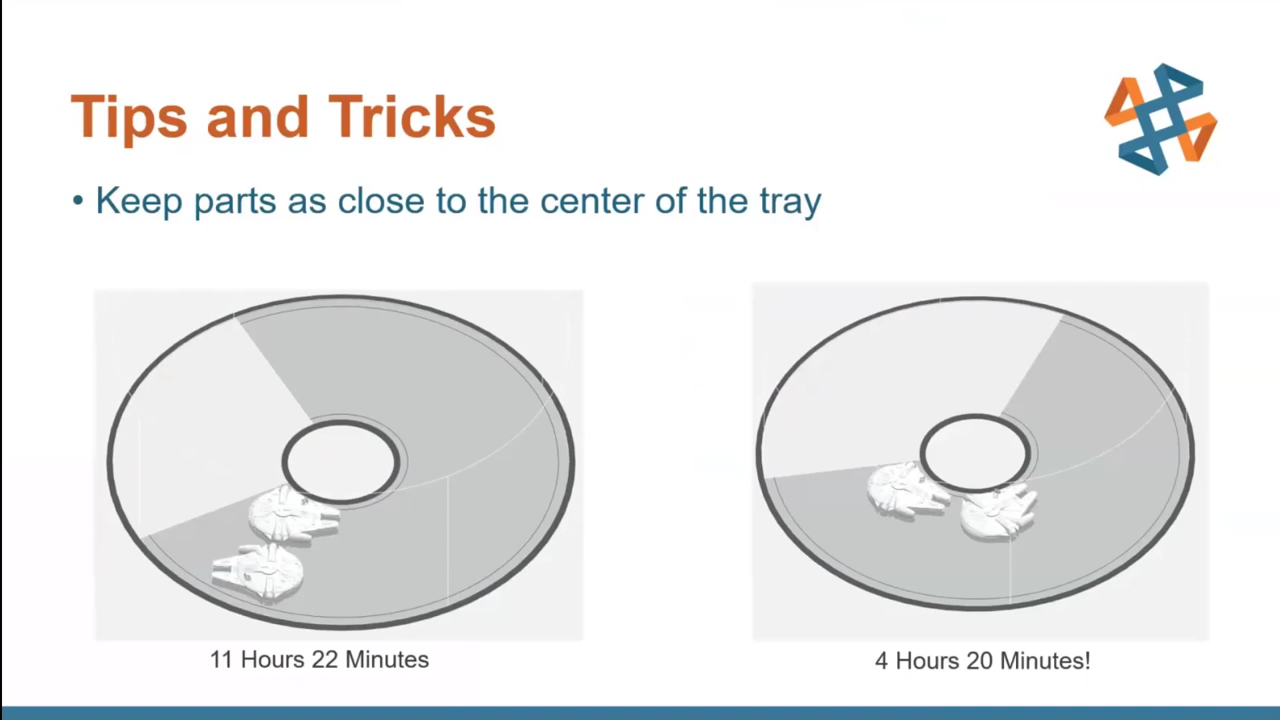 Tips and Tricks
• Keep parts as close to the center of the tray
11 Hours 22 Minutes
4 Hours 20 Minutes!